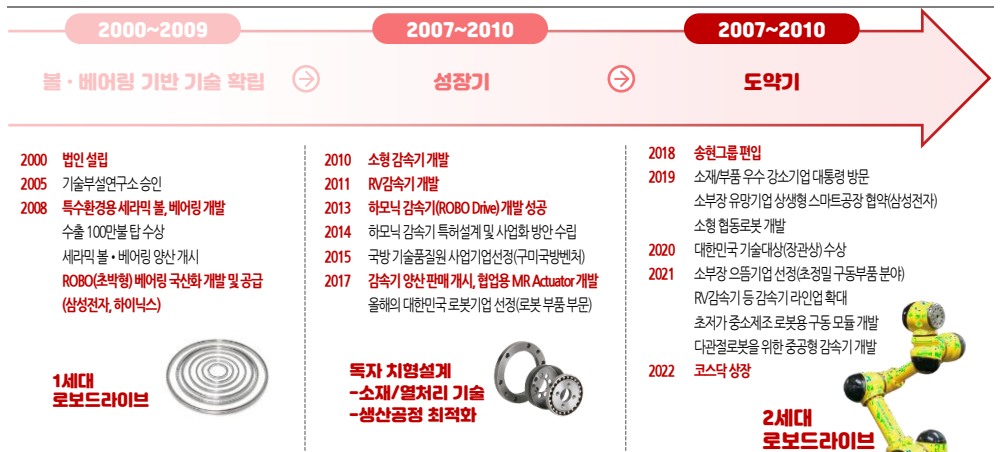 2000~2009
볼·베어링 기반 기술 확립
2000 법인 설립
2005 기술부설연구소 승인
2008 특수환경용 세라믹 볼, 베어링 개발
수출 100만불 탑 수상
세라믹 볼·베어링 양산 개시
ROBO(초박형) 베어링 국산화 개발 및 공급
(삼성전자, 하이닉스)
1세대
로보드라이브
2007~2010
성장기
2010 소형 감속기 개발
2011 RV감속기 개발
2013 하모닉 감속기(ROBO Drive) 개발 성공
2014 하모닉 감속기 특허설계 및 사업화 방안 수립
2015 국방 기술품질원 사업기업선정(구미국방벤처)
2017 감속기 양산 판매 개시, 협업용 MR Actuator 개발
올해의 대한민국 로봇기업 선정(로봇 부품 부문)
독자 치형설계
-소재/열처리 기술
-생산공정 최적화
2007~2010
도약기
2018 송현그룹 편입
2019 소재/부품 우수 강소기업 대통령 방문
소부장 유망기업 상생형 스마트공장 협약(삼성전자)
소형 협동로봇 개발
2020 대한민국 기술대상(장관상) 수상
2021 소부장 으뜸기업 선정(초정밀 구동부품 분야)
RV감속기 등 감속기 라인업 확대
초저가 중소제조 로봇용 구동 모듈 개발
다관절로봇을 위한 중공형 감속기 개발
2022 코스닥 상장
2세대
로보드라이브